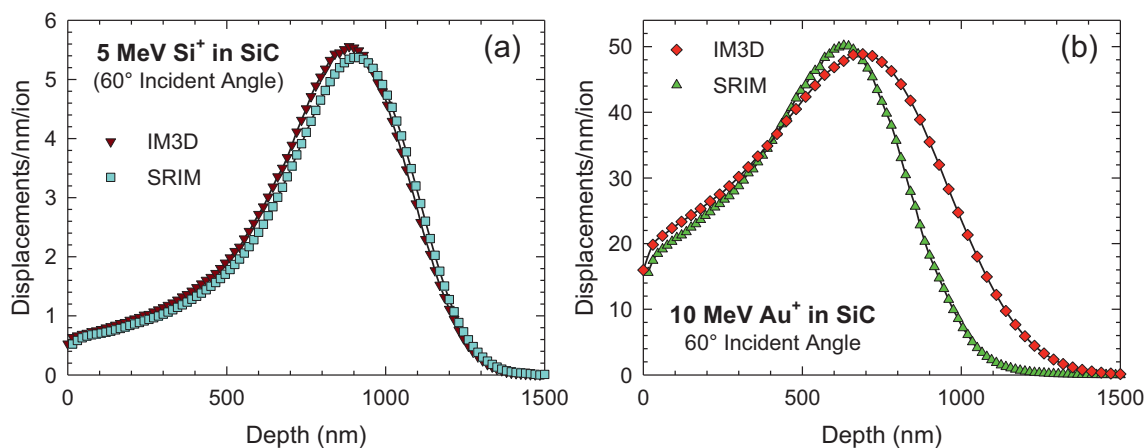 5 MeV Si⁺ in SiC
(60° Incident Angle)
(a)
IM3D
SRIM
6
5
4
3
2
1
0
Displacements/nm/ion
0
500
1000
1500
Depth (nm)
IM3D
SRIM
(b)
10 MeV Au⁺ in SiC
60° Incident Angle
50
40
30
20
10
0
Displacements/nm/ion
0
500
1000
1500
Depth (nm)